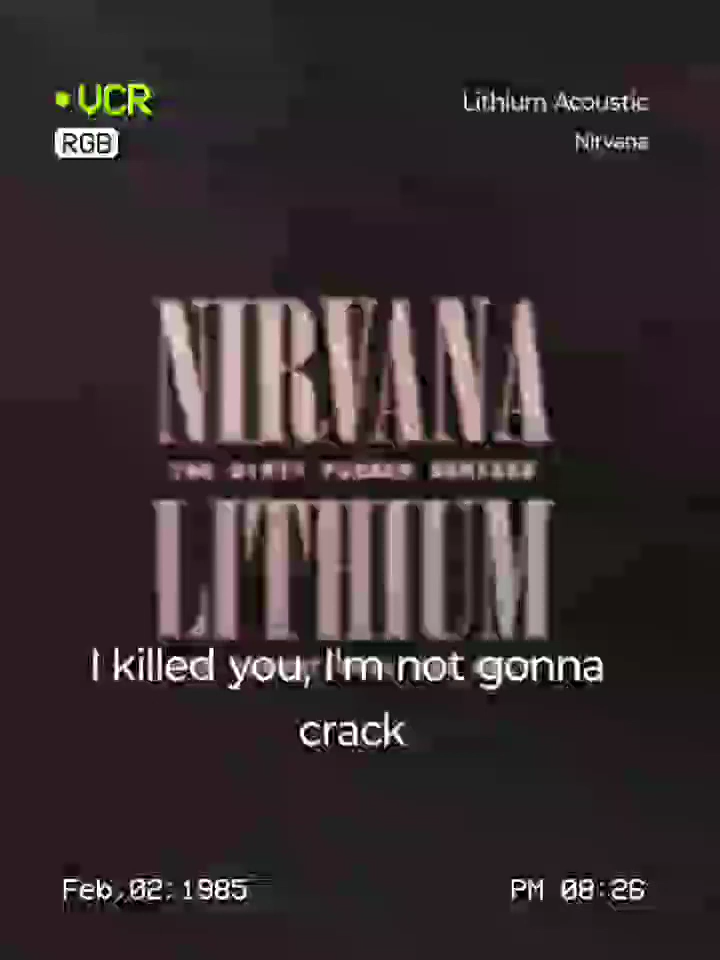 VCR
Lithium Acoustic
RGB
Nirvana
NIRVANA
LITHIUM
I killed you, I'm not gonna
crack
Feb,02:1985
PM 08:26